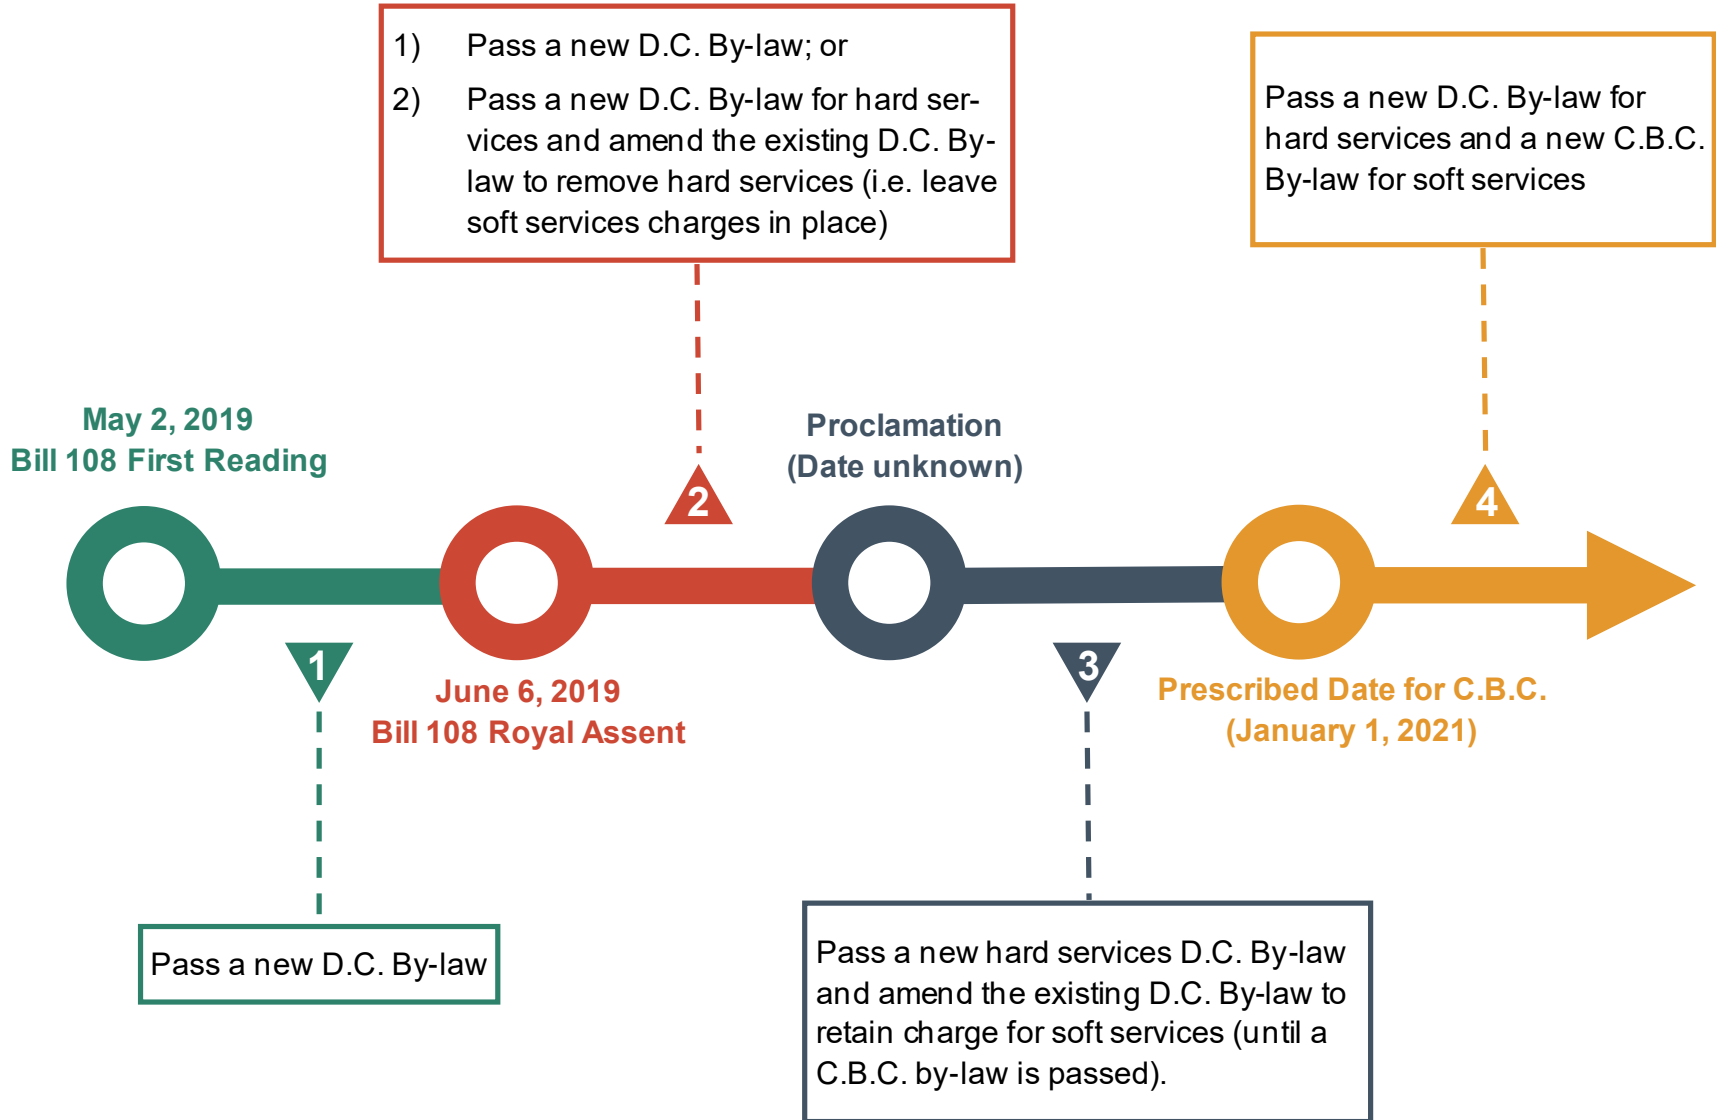 1) Pass a new D.C. By-law; or
2) Pass a new D.C. By-law for hard ser-
vices and amend the existing D.C. By-
law to remove hard services (i.e. leave
soft services charges in place)
Pass a new D.C. By-law for
hard services and a new C.B.C.
By-law for soft services
May 2, 2019
Bill 108 First Reading
Proclamation
(Date unknown)
2
4
1
3
June 6, 2019
Bill 108 Royal Assent
Prescribed Date for C.B.C.
(January 1, 2021)
Pass a new D.C. By-law
Pass a new hard services D.C. By-law
and amend the existing D.C. By-law to
retain charge for soft services (until a
C.B.C. by-law is passed).